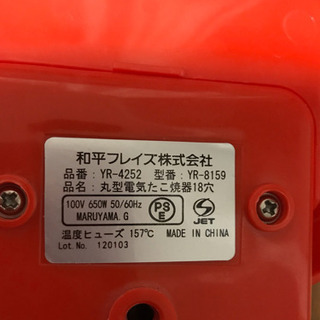 和平フレイズ株式会社
品番：YR-4252 型番：YR-8159
品名：丸型電気たこ焼器18穴
100V 650W 50/60Hz
MARUYAMA. G
PS
E
JET
温度ヒューズ 157℃ MADE IN CHINA
Lot.No. 120103